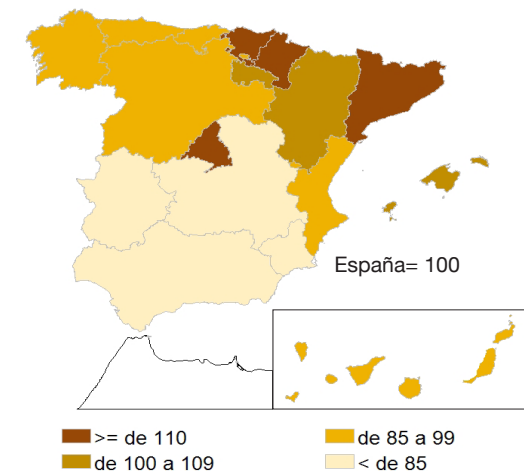 España= 100
>= de 110
de 85 a 99
de 100 a 109
< de 85